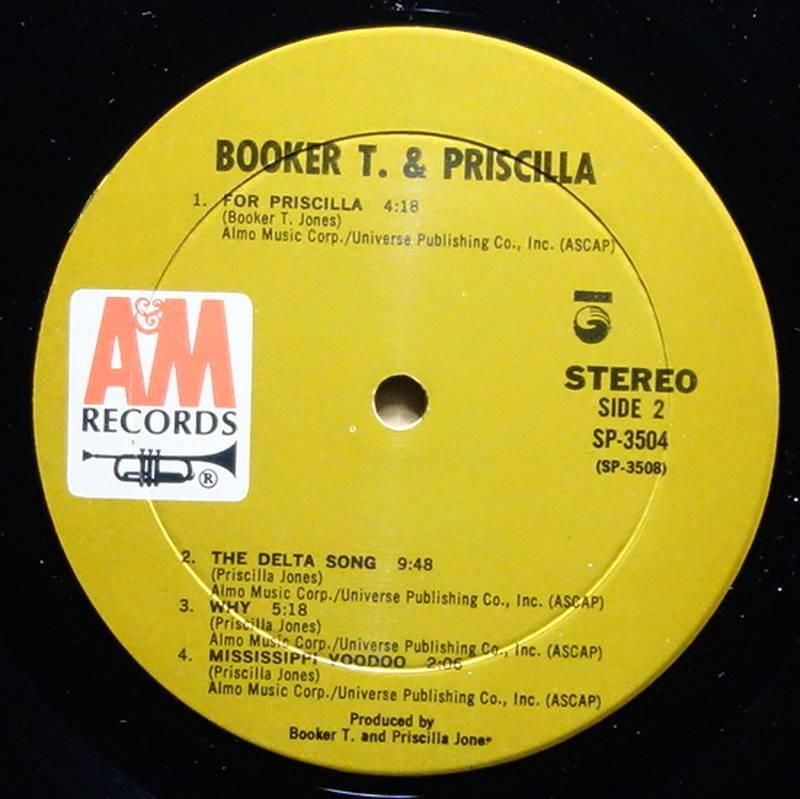 BOOKER T. & PRISCILLA
1. FOR PRISCILLA 4:18
(Booker T. Jones)
Almo Music Corp./Universe Publishing Co., Inc. (ASCAP)
A&M
RECORDS
®
STEREO
SIDE 2
SP-3504
(SP-3508)
2. THE DELTA SONG 9:48
(Priscilla Jones)
Almo Music Corp./Universe Publishing Co., Inc. (ASCAP)
3. WHY 5:18
(Priscilla Jones)
Almo Music Corp./Universe Publishing Co., Inc. (ASCAP)
4. MISSISSIPPI VOODOO 2:06
(Priscilla Jones)
Almo Music Corp./Universe Publishing Co., Inc. (ASCAP)
Produced by
Booker T. and Priscilla Jones